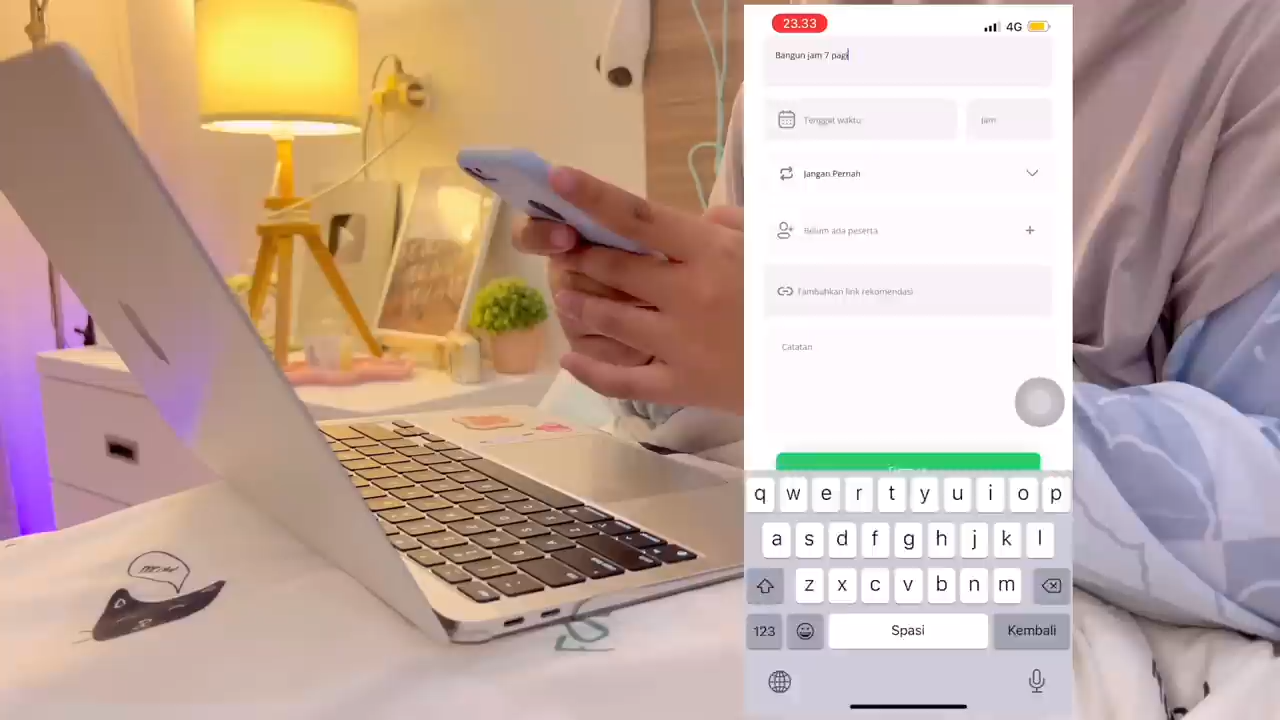 23.33
4G
Bangun jam 7 pagi
Tenggat waktu
Jam
Jangan Pernah
Belum ada peserta
Tambahkan link rekomendasi
Catatan
q w e r t y u i o p
a s d f g h j k l
z x c v b n m
123
Spasi
Kembali